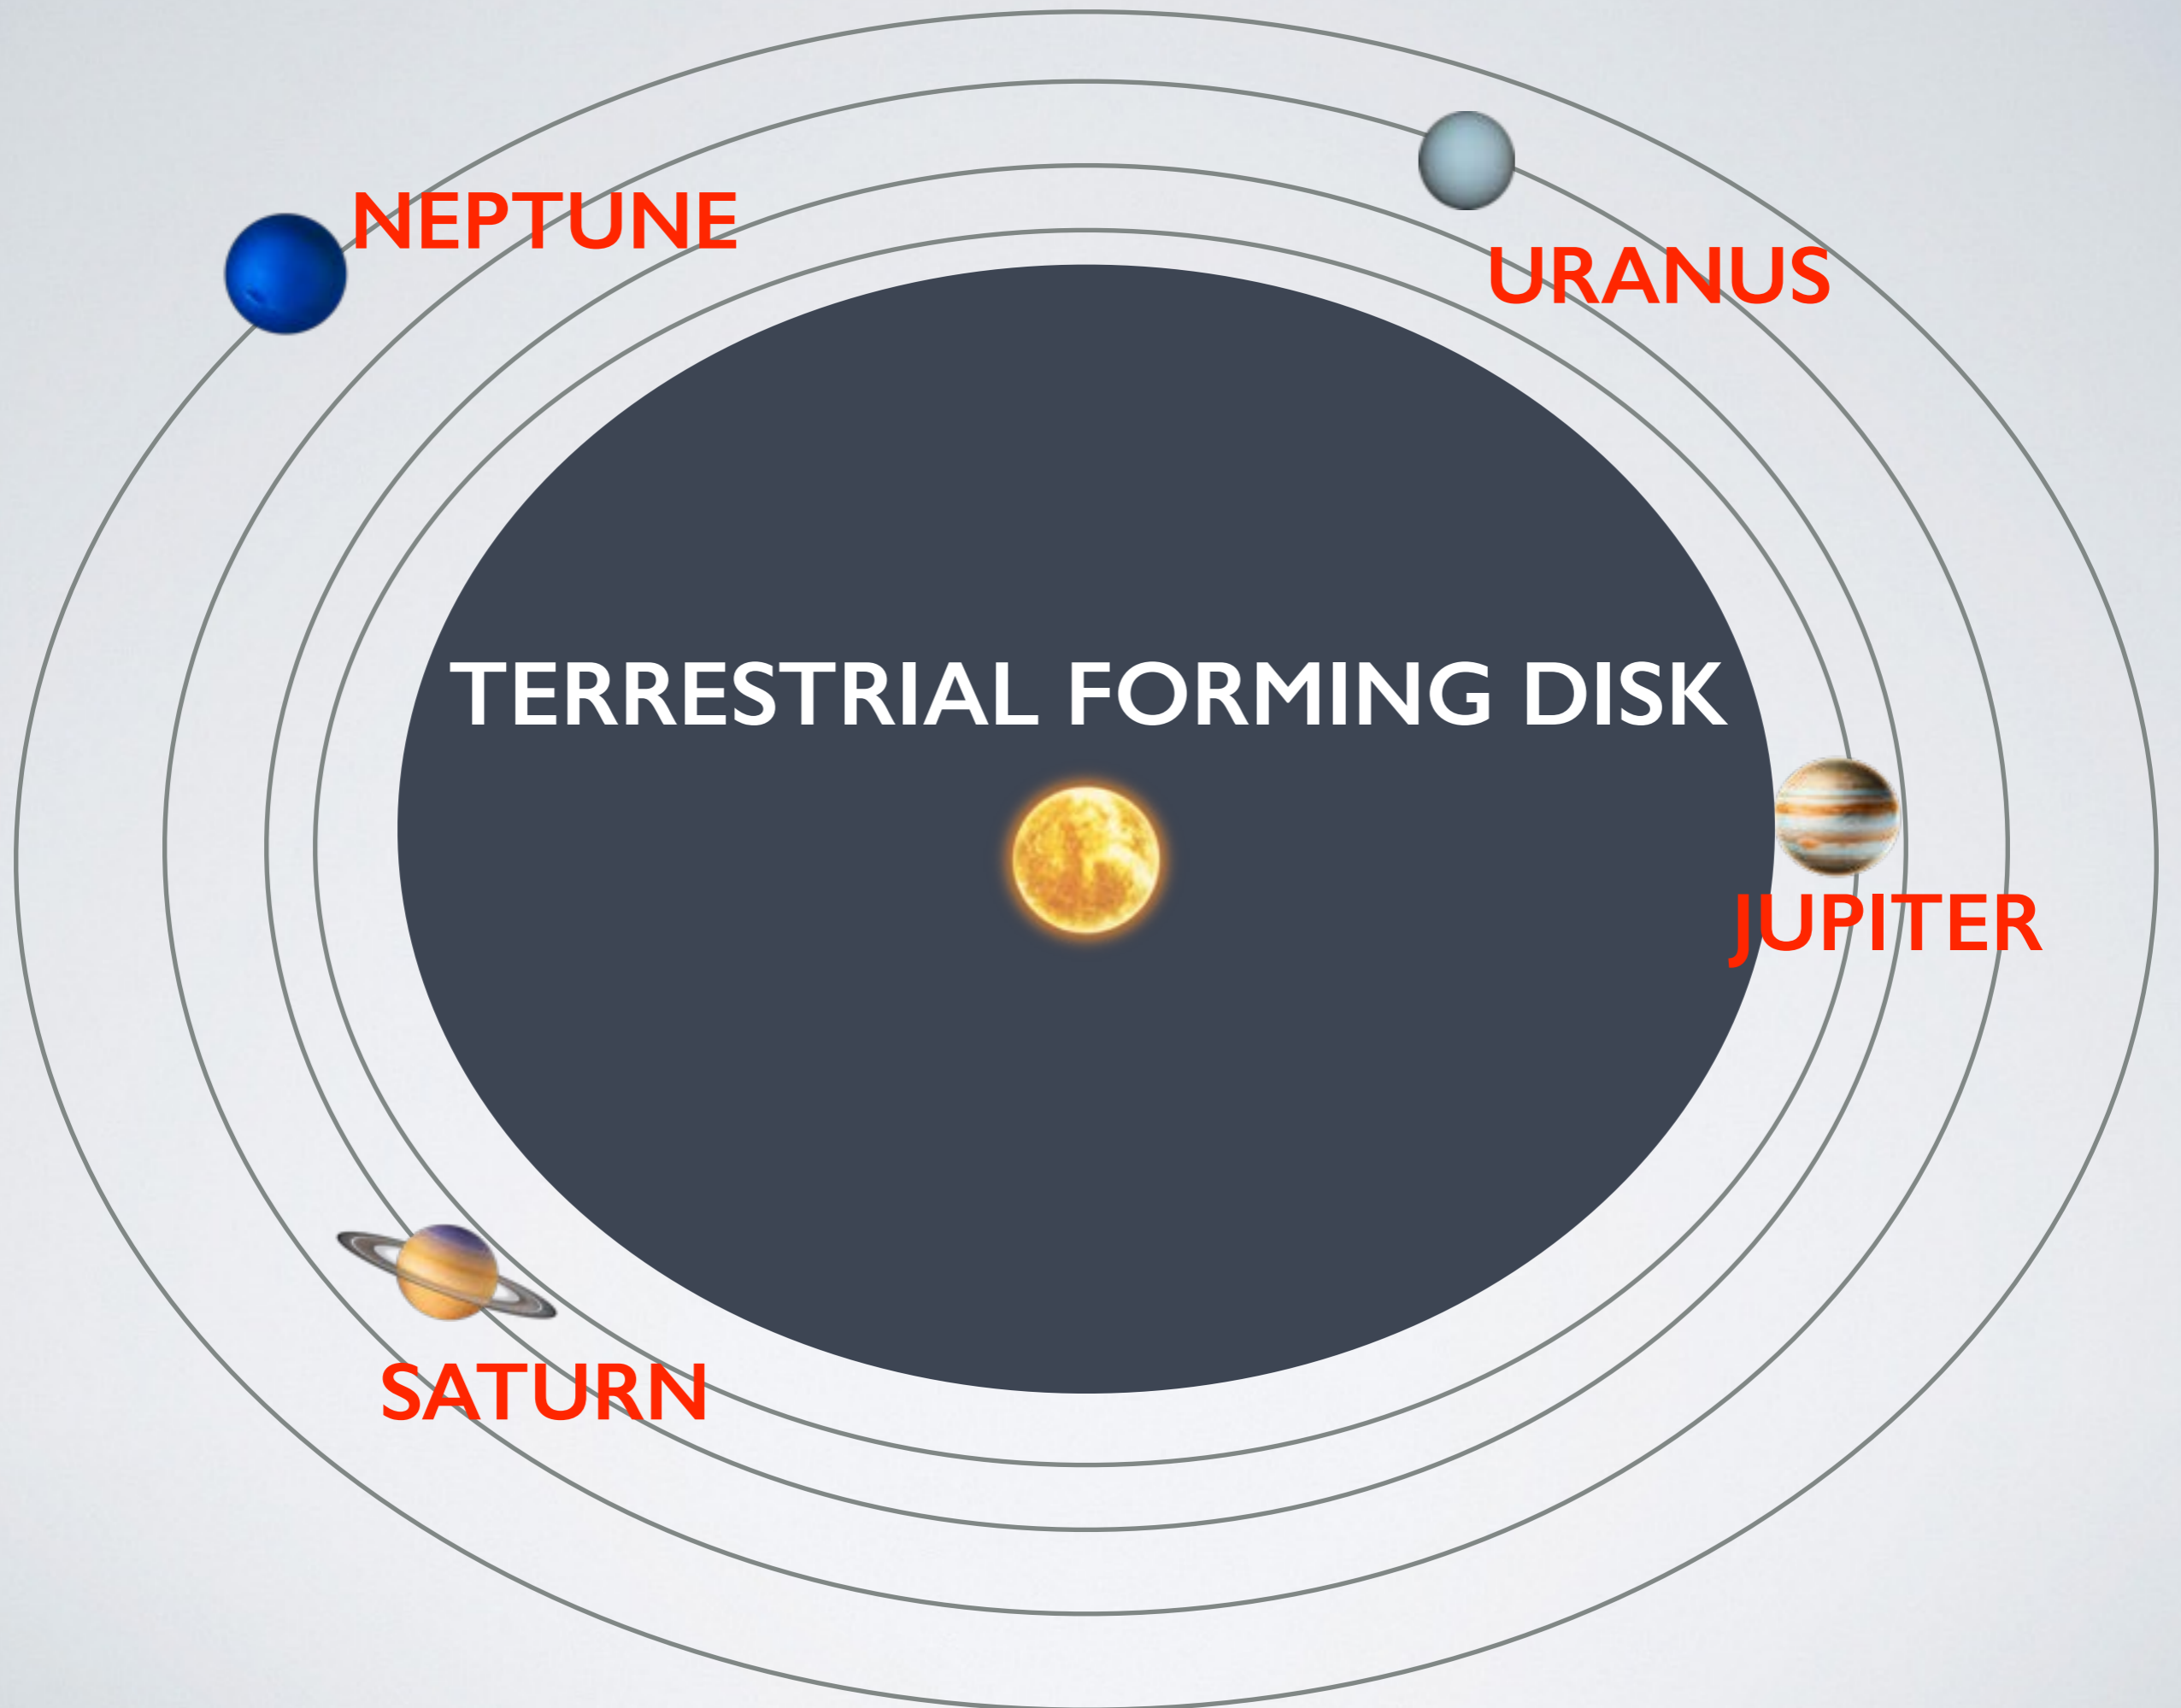 NEPTUNE
URANUS
TERRESTRIAL FORMING DISK
JUPITER
SATURN